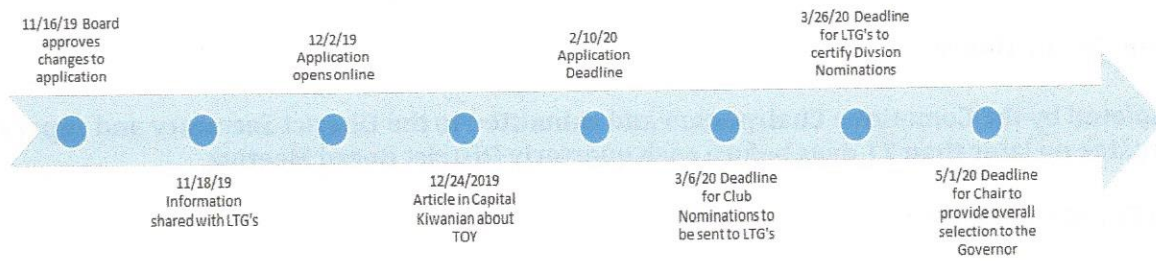 11/16/19 Board
approves
changes to
application
11/18/19
Information
shared with LTG's
12/2/19
Application
opens online
12/24/2019
Article in Capital
Kiwanian about
TOY
2/10/20
Application
Deadline
3/6/20 Deadline
for Club
Nominations to
be sent to LTG's
3/26/20 Deadline
for LTG's to
certify Divsion
Nominations
5/1/20 Deadline
for Chair to
provide overall
selection to the
Governor